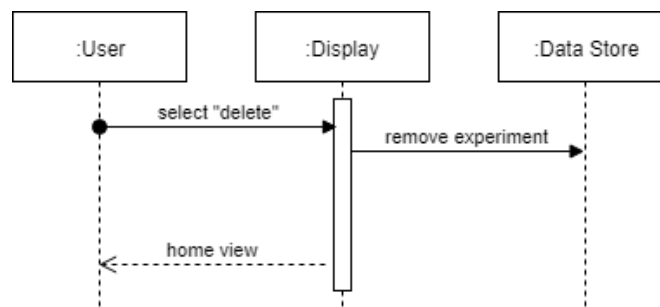 :User
:Display
:Data Store
select "delete"
remove experiment
home view